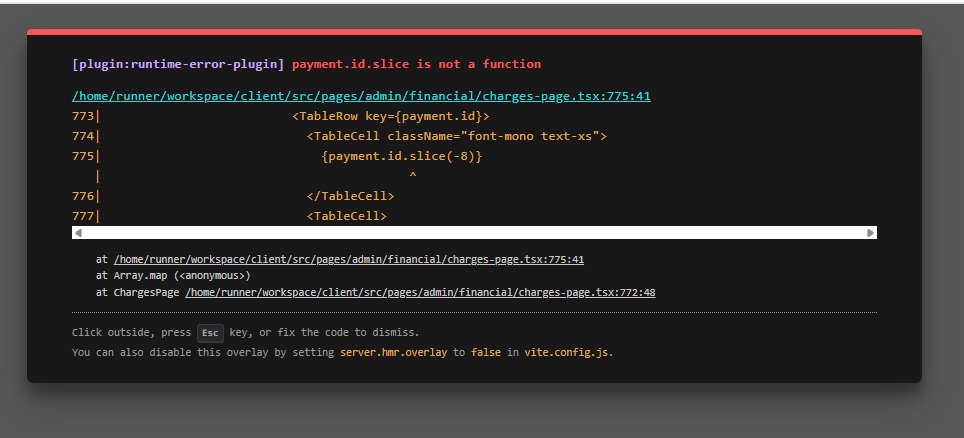 [plugin:runtime-error-plugin] payment.id.slice is not a function
/home/runner/workspace/client/src/pages/admin/financial/charges-page.tsx:775:41
773|                          <TableRow key={payment.id}>
774|                            <TableCell className="font-mono text-xs">
775|                              {payment.id.slice(-8)}
   |                                          ^
776|                            </TableCell>
777|                            <TableCell>
at /home/runner/workspace/client/src/pages/admin/financial/charges-page.tsx:775:41
at Array.map (<anonymous>)
at ChargesPage /home/runner/workspace/client/src/pages/admin/financial/charges-page.tsx:772:48
Click outside, press Esc key, or fix the code to dismiss.
You can also disable this overlay by setting server.hmr.overlay to false in vite.config.js.